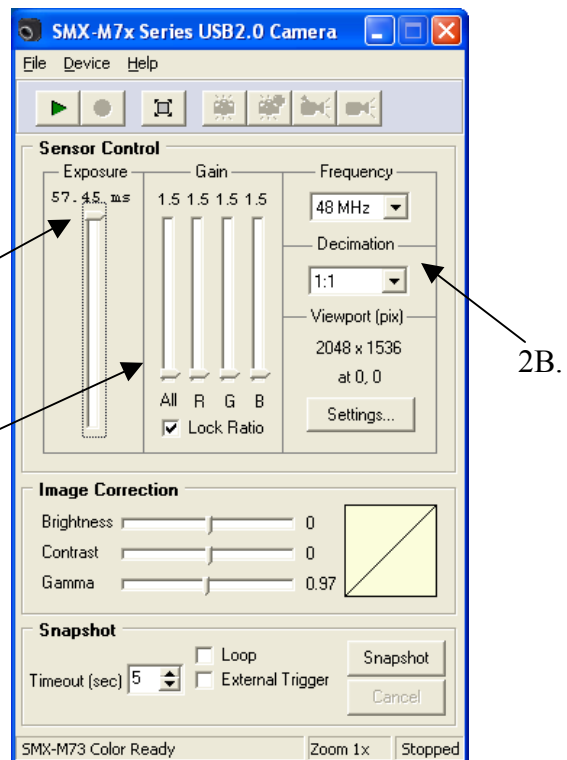 SMX-M7x Series USB2.0 Camera
File Device Help
Sensor Control
Exposure
57.45 ms
Gain
1.5 1.5 1.5 1.5
All R G B
Lock Ratio
Frequency
48 MHz
Decimation
1:1
Viewport (pix)
2048 x 1536
at 0, 0
Settings...
2B.
Image Correction
Brightness 0
Contrast 0
Gamma 0.97
Snapshot
Timeout (sec) 5
Loop
External Trigger
Snapshot
Cancel
SMX-M73 Color Ready Zoom 1x Stopped